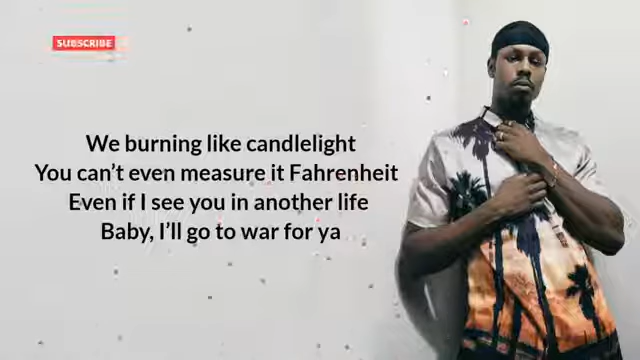 SUBSCRIBE
We burning like candlelight
You can’t even measure it Fahrenheit
Even if I see you in another life
Baby, I’ll go to war for ya